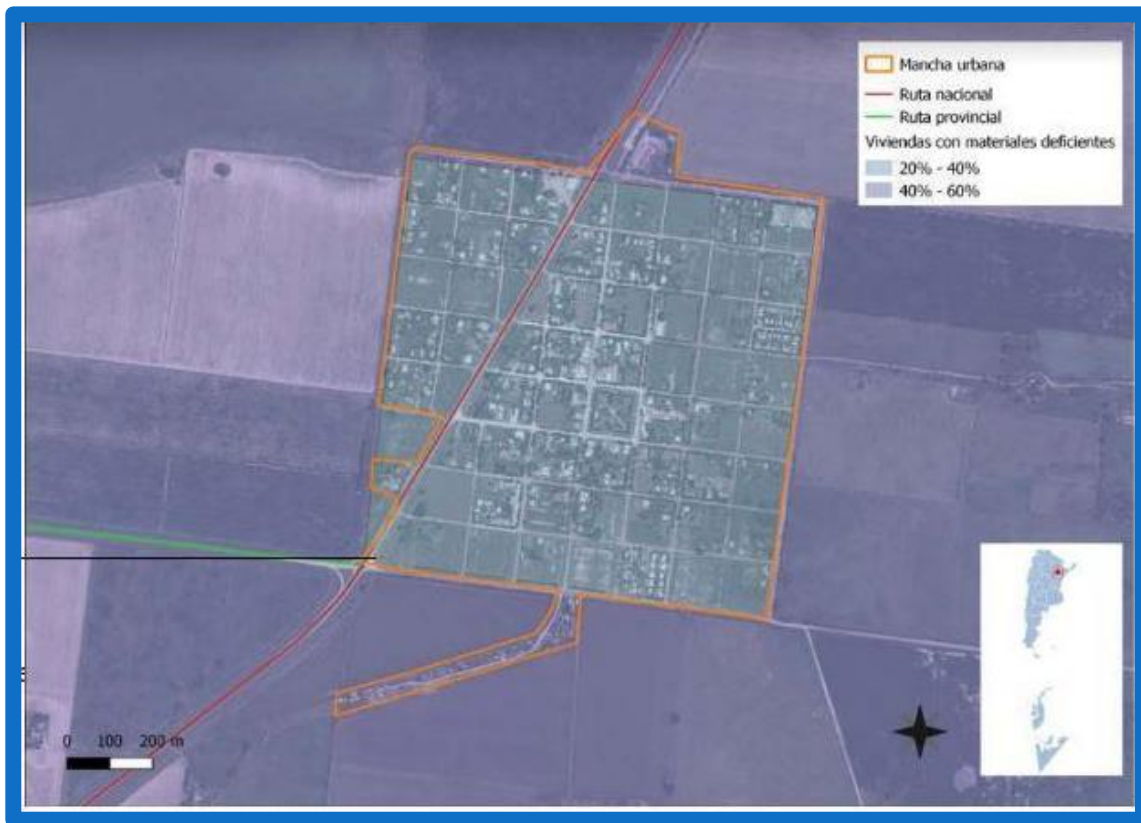 Mancha urbana
Ruta nacional
Ruta provincial
Viviendas con materiales deficientes
20% - 40%
40% - 60%
0 100 200 m